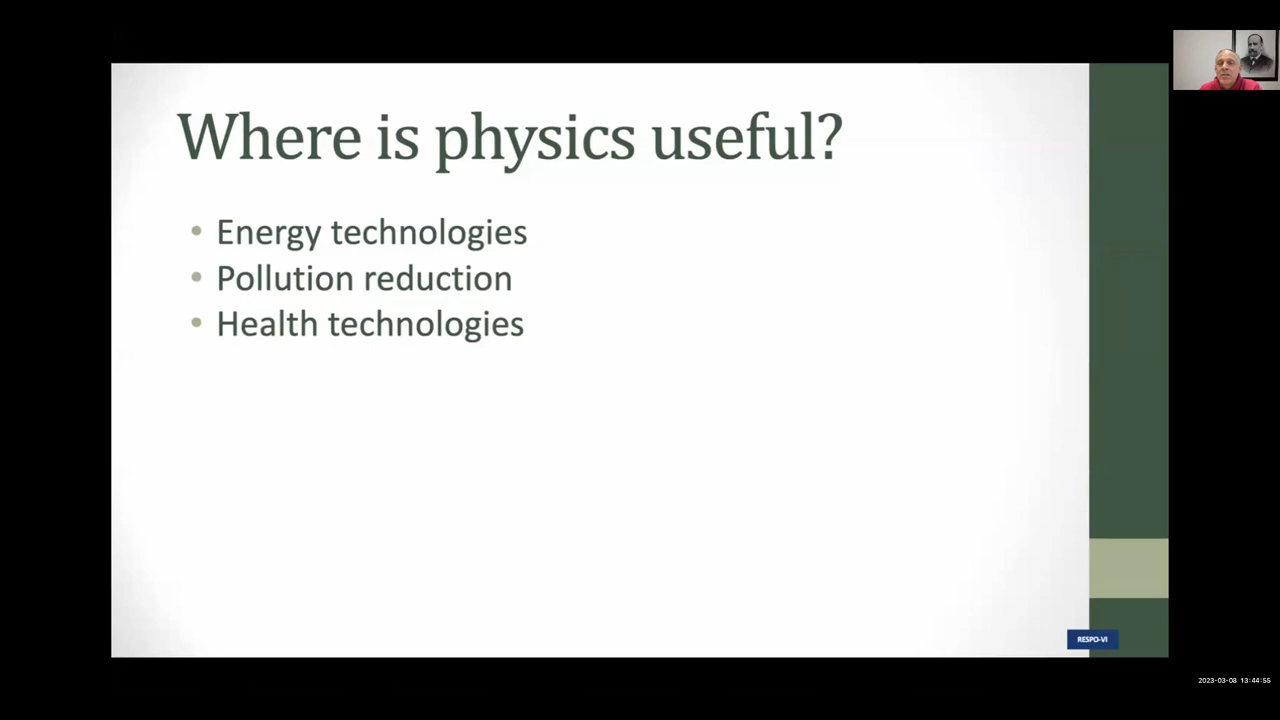 Where is physics useful?
• Energy technologies
• Pollution reduction
• Health technologies
RESPO-VI
2023-03-08 13:44:55